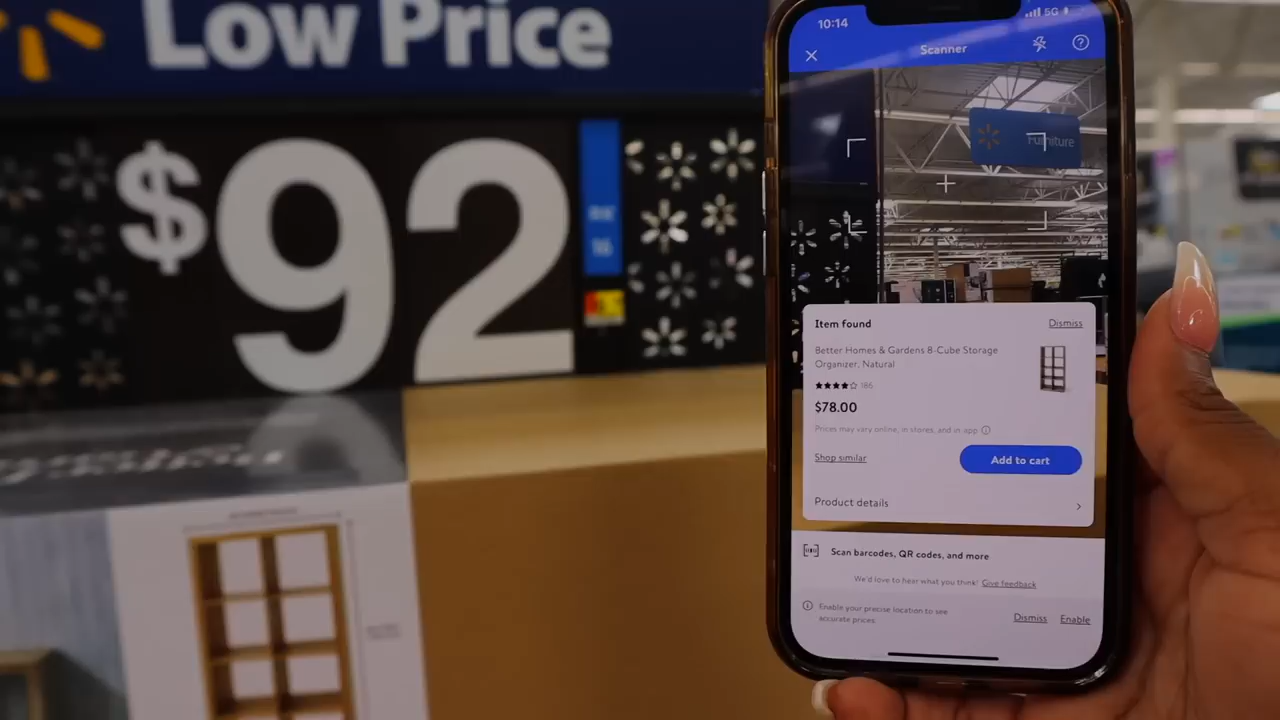 Low Price
$92
10:14
5G
Scanner
Furniture
Item found
Dismiss
Better Homes & Gardens 8-Cube Storage
Organizer, Natural
186
$78.00
Prices may vary online, in stores, and in app
Shop similar
Add to cart
Product details
Scan barcodes, QR codes, and more
We'd love to hear what you think! Give feedback
Enable your precise location to see
accurate prices.
Dismiss
Enable